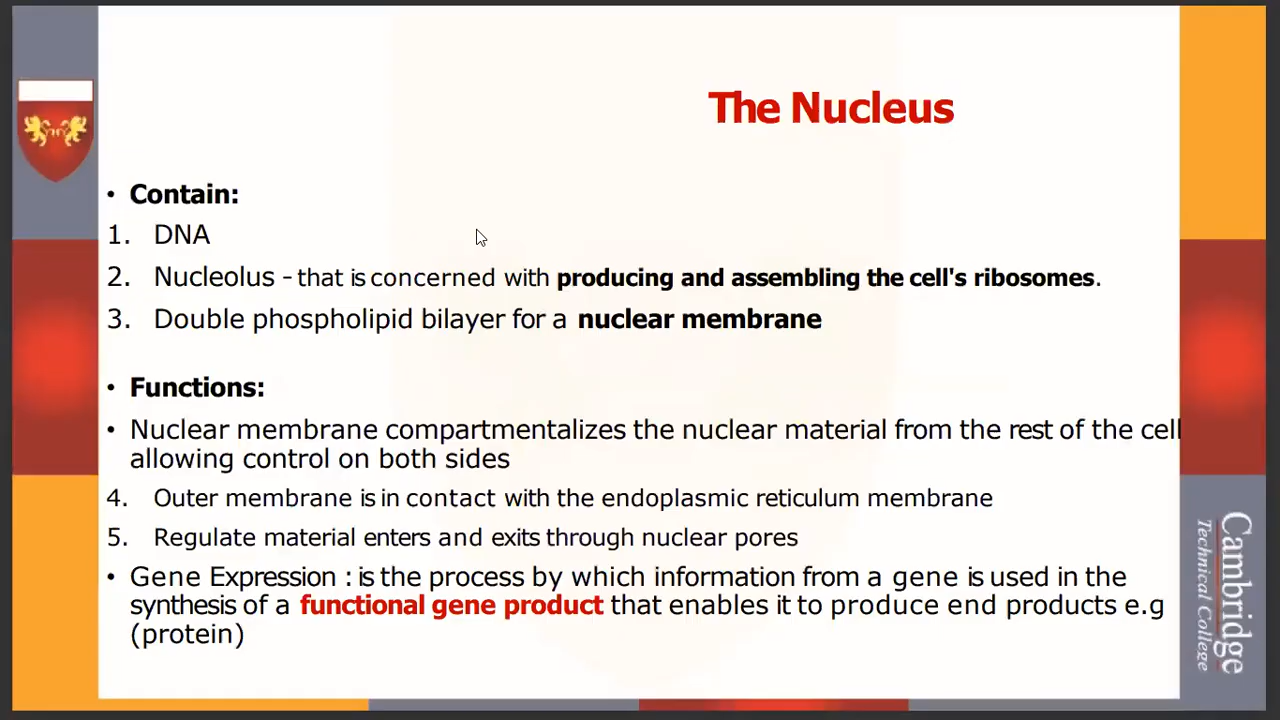 The Nucleus
• Contain:
1. DNA
2. Nucleolus - that is concerned with producing and assembling the cell's ribosomes.
3. Double phospholipid bilayer for a nuclear membrane
• Functions:
• Nuclear membrane compartmentalizes the nuclear material from the rest of the cell
allowing control on both sides
4. Outer membrane is in contact with the endoplasmic reticulum membrane
5. Regulate material enters and exits through nuclear pores
• Gene Expression : is the process by which information from a gene is used in the
synthesis of a functional gene product that enables it to produce end products e.g
(protein)
Cambridge
Technical College